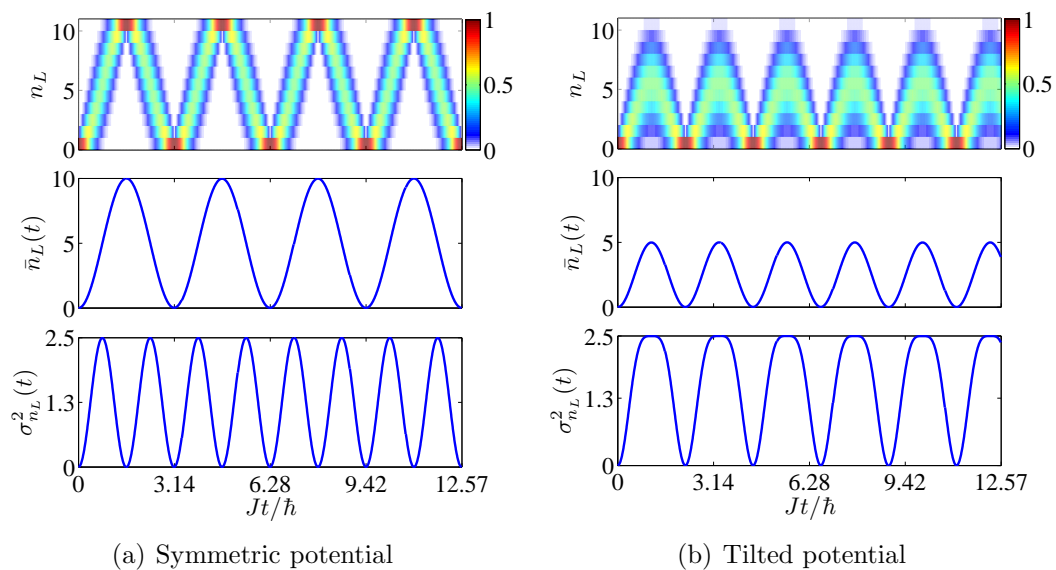 10
5
0
n_L
1
0.5
0
10
5
0
n̄_L(t)
2.5
1.3
0
σ²_{n_L}(t)
0 3.14 6.28 9.42 12.57
Jt/ħ
(a) Symmetric potential
10
5
0
n_L
1
0.5
0
10
5
0
n̄_L(t)
2.5
1.3
0
σ²_{n_L}(t)
0 3.14 6.28 9.42 12.57
Jt/ħ
(b) Tilted potential